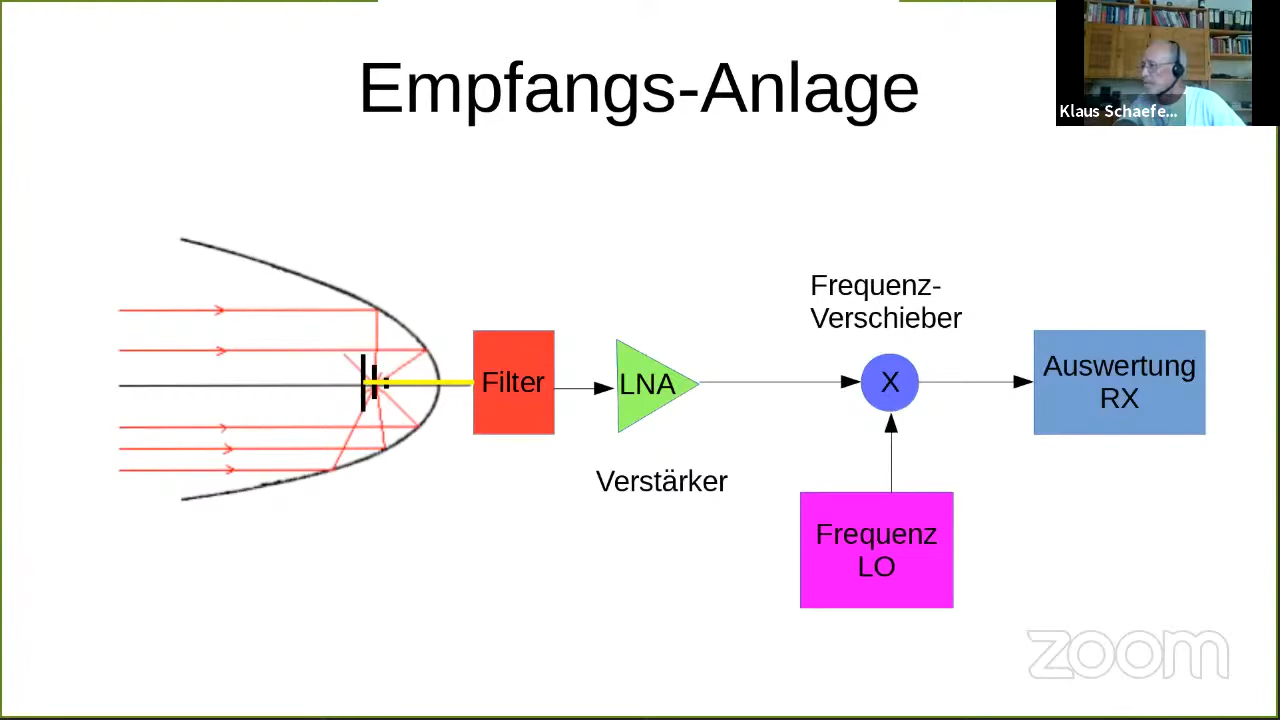 Empfangs-Anlage
Klaus Schaefe...
Frequenz-
Verschieber
Filter
LNA
X
Auswertung
RX
Verstärker
Frequenz
LO
zoom